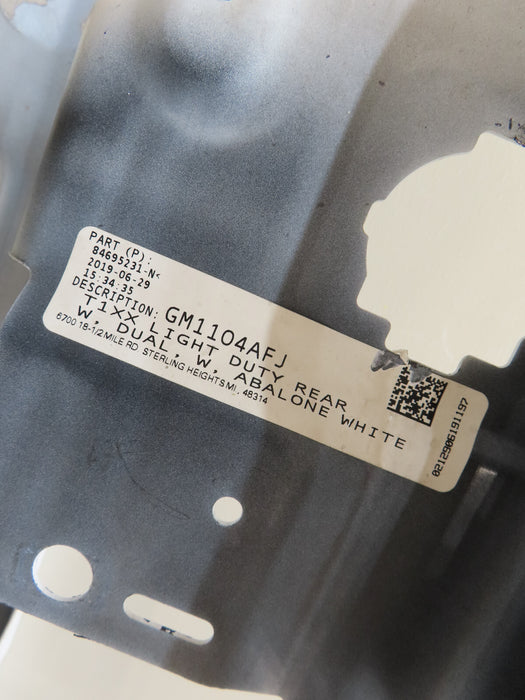 PART (P):
84695231-N<
2019-06-29
15:34:35
DESCRIPTION: GM1104AFJ
T1XX LIGHT DUTY REAR
W. DUAL, W, ABALONE WHITE
6700 18-1/2 MILE RD STERLING HEIGHTS MI, 48314
0212906191197